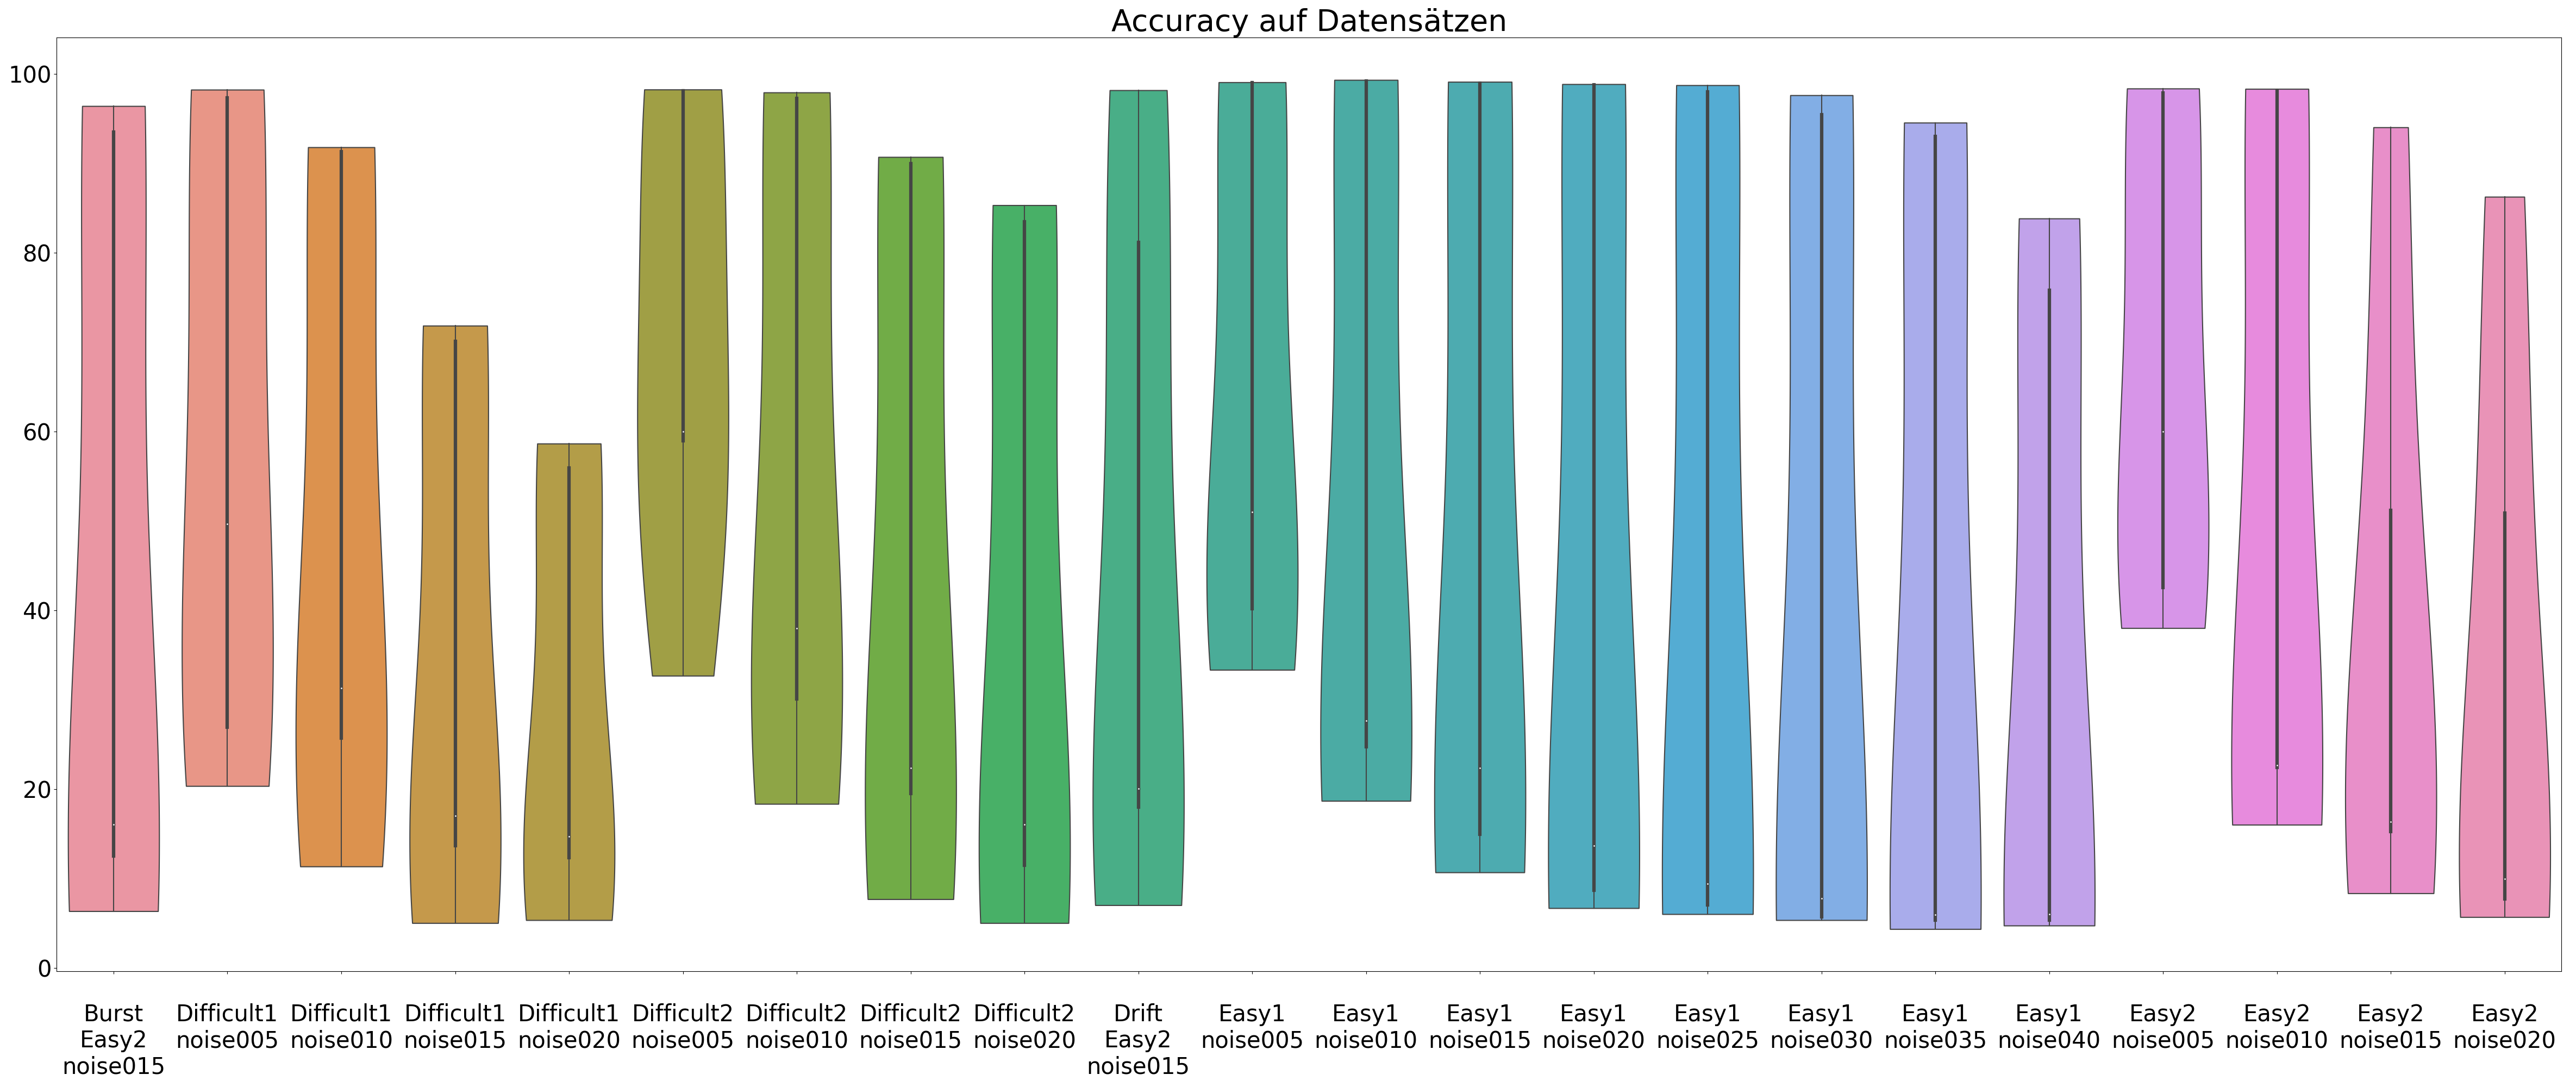 Accuracy auf Datensätzen
100
80
60
40
20
0
Burst
Easy2
noise015
Difficult1
noise005
Difficult1
noise010
Difficult1
noise015
Difficult1
noise020
Difficult2
noise005
Difficult2
noise010
Difficult2
noise015
Difficult2
noise020
Drift
Easy2
noise015
Easy1
noise005
Easy1
noise010
Easy1
noise015
Easy1
noise020
Easy1
noise025
Easy1
noise030
Easy1
noise035
Easy1
noise040
Easy2
noise005
Easy2
noise010
Easy2
noise015
Easy2
noise020